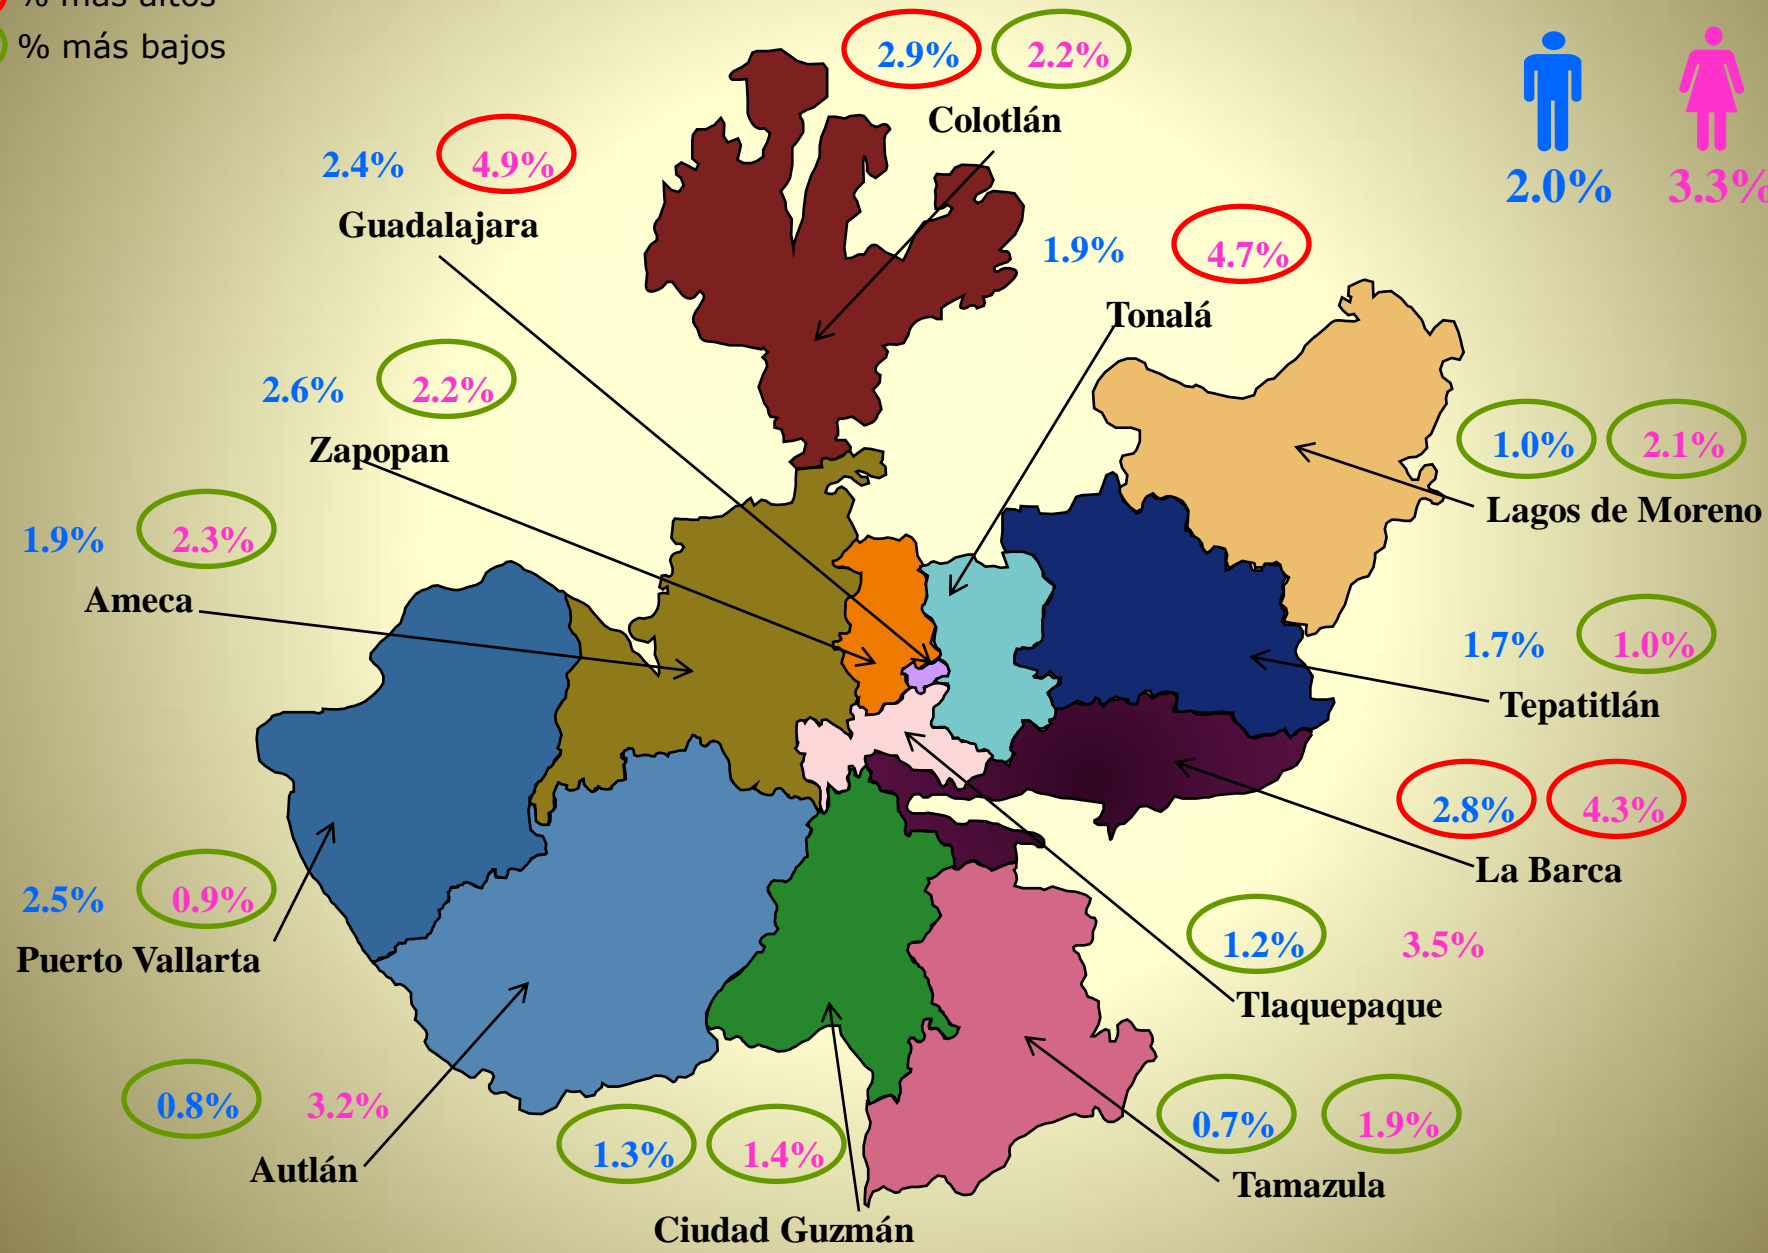 % más altos
% más bajos
2.9% 2.2%
Colotlán
2.0% 3.3%
2.4% 4.9%
Guadalajara
1.9% 4.7%
Tonalá
2.6% 2.2%
Zapopan
1.0% 2.1%
Lagos de Moreno
1.9% 2.3%
Ameca
1.7% 1.0%
Tepatitlán
2.8% 4.3%
La Barca
2.5% 0.9%
Puerto Vallarta
1.2% 3.5%
Tlaquepaque
0.8% 3.2%
Autlán
1.3% 1.4%
Ciudad Guzmán
0.7% 1.9%
Tamazula